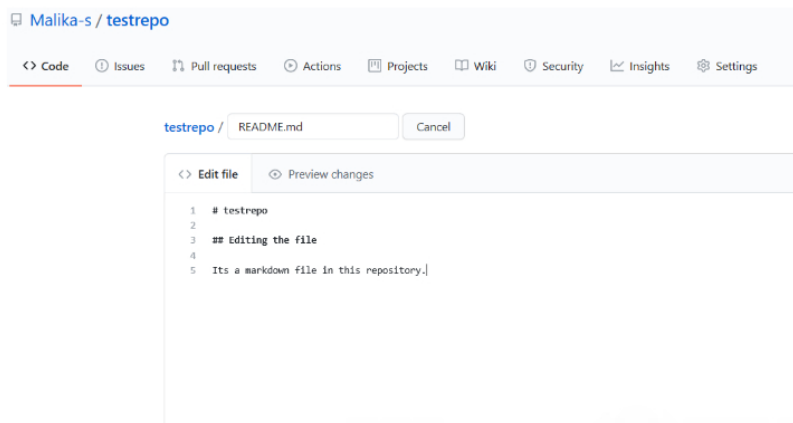 Malika-s / testrepo
<> Code Issues Pull requests Actions Projects Wiki Security Insights Settings
testrepo / README.md Cancel
<> Edit file Preview changes
1 # testrepo
2
3 ## Editing the file
4
5 Its a markdown file in this repository.